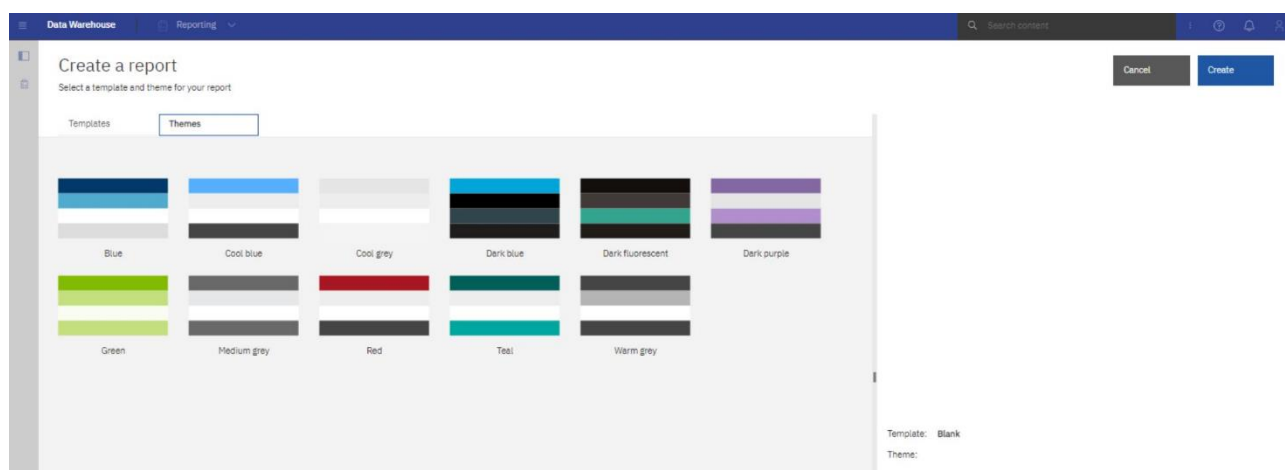 Data Warehouse
Reporting
Search content
Create a report
Select a template and theme for your report
Cancel
Create
Templates
Themes
Blue
Cool blue
Cool grey
Dark blue
Dark fluorescent
Dark purple
Green
Medium grey
Red
Teal
Warm grey
Template: Blank
Theme: